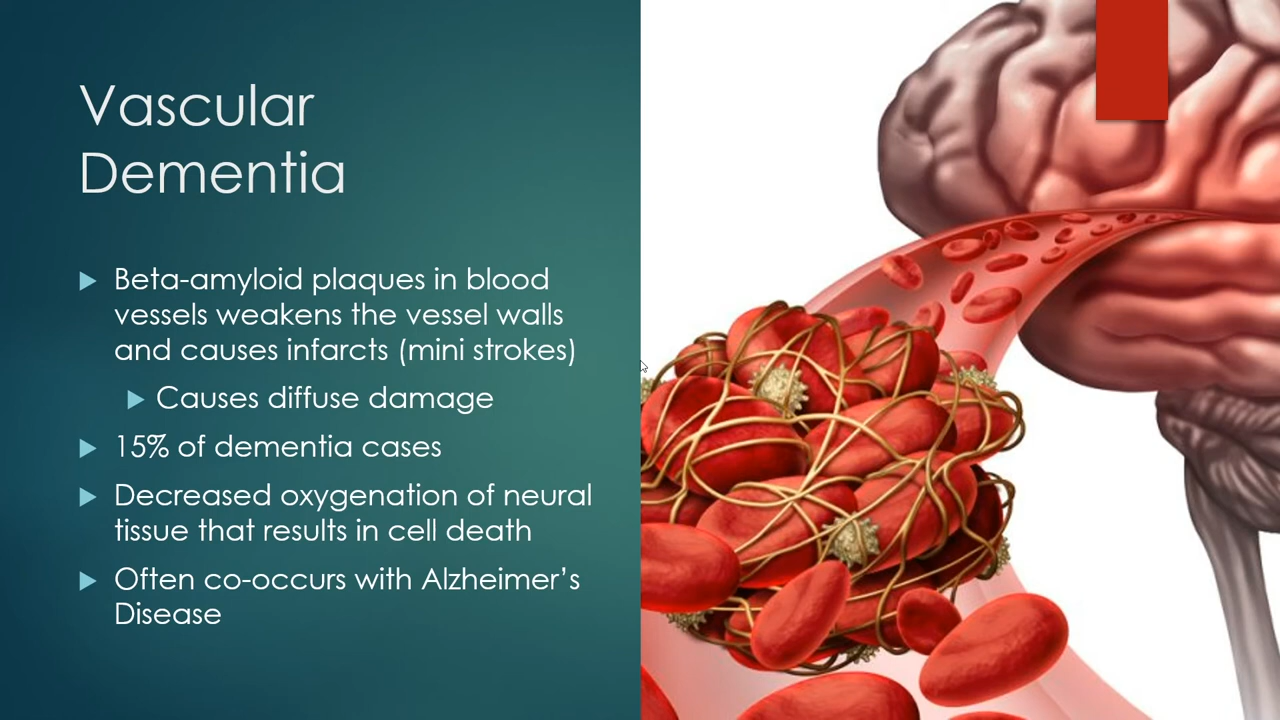 Vascular
Dementia
Beta-amyloid plaques in blood
vessels weakens the vessel walls
and causes infarcts (mini strokes)
Causes diffuse damage
15% of dementia cases
Decreased oxygenation of neural
tissue that results in cell death
Often co-occurs with Alzheimer’s
Disease